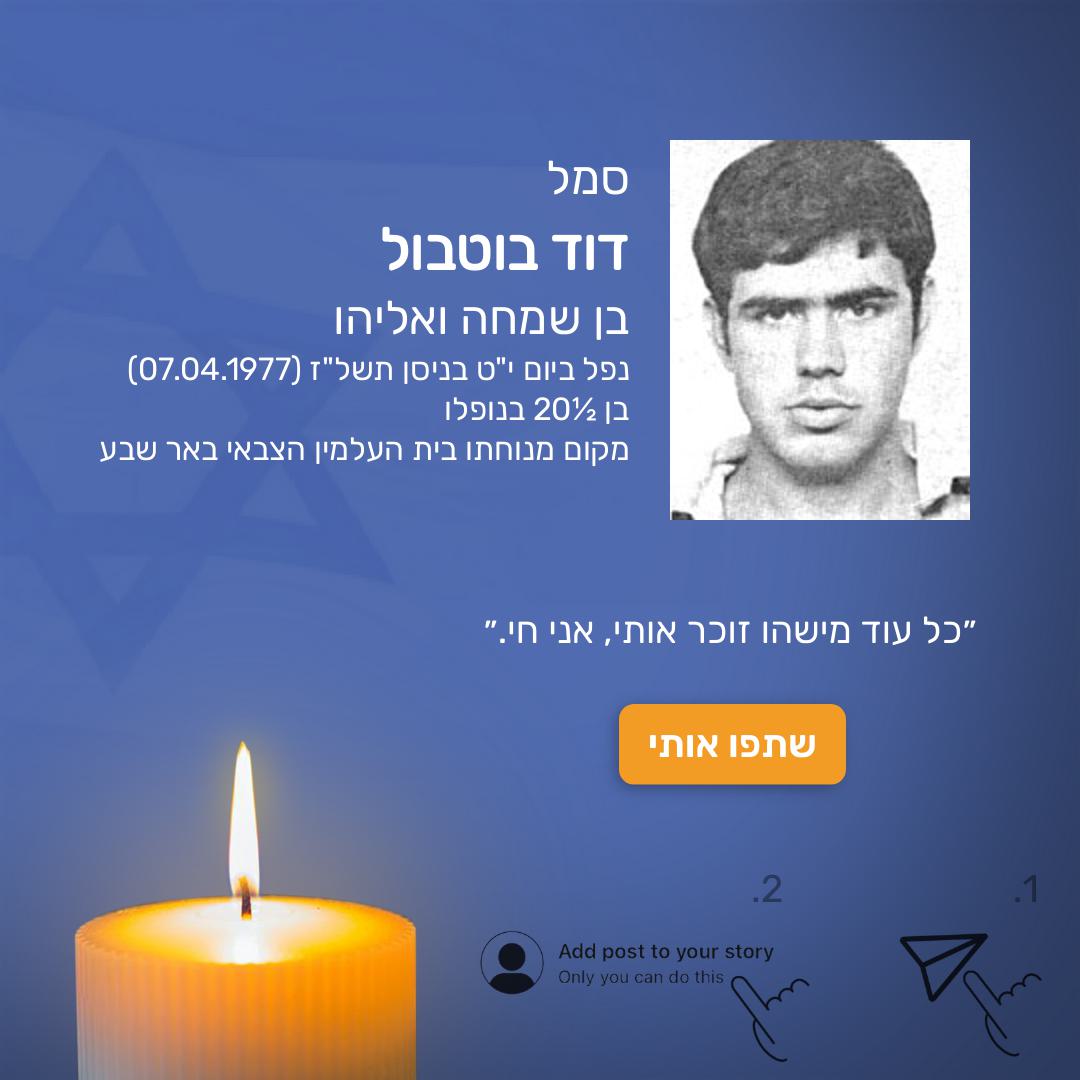 סמל
דוד בוטבול
בן שמחה ואליהו
נפל ביום י"ט בניסן תשל"ז (07.04.1977)
בן 20½ בנופלו
מקום מנוחתו בית העלמין הצבאי באר שבע
״כל עוד מישהו זוכר אותי, אני חי.״
שתפו אותי
1.
2.
Add post to your story
Only you can do this